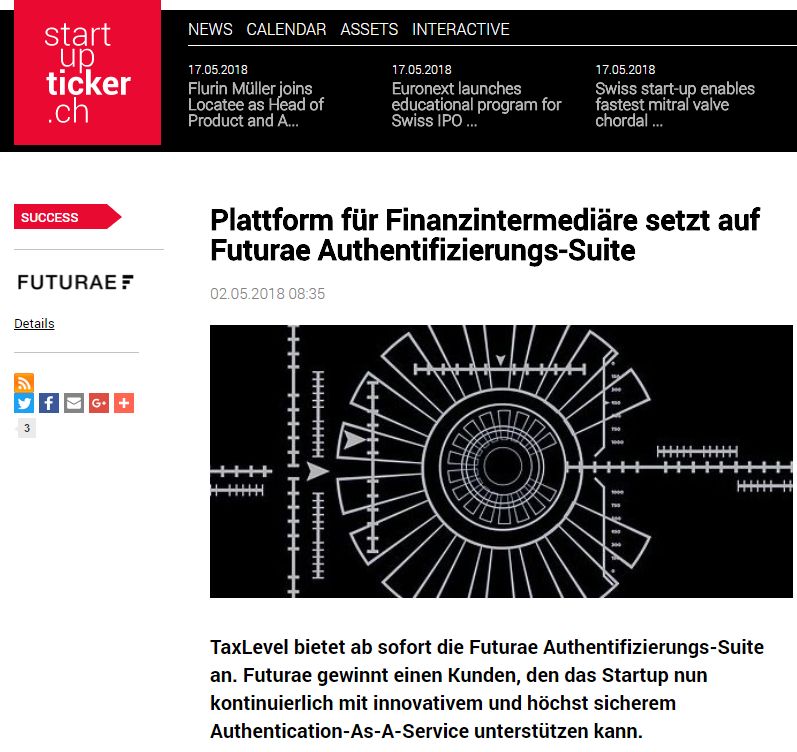 start
up
ticker
.ch
NEWS CALENDAR ASSETS INTERACTIVE
17.05.2018
Flurin Müller joins
Locatee as Head of
Product and A...
17.05.2018
Euronext launches
educational program for
Swiss IPO ...
17.05.2018
Swiss start-up enables
fastest mitral valve
chordal ...
SUCCESS
FUTURAE
Details
3
Plattform für Finanzintermediäre setzt auf
Futurae Authentifizierungs-Suite
02.05.2018 08:35
TaxLevel bietet ab sofort die Futurae Authentifizierungs-Suite
an. Futurae gewinnt einen Kunden, den das Startup nun
kontinuierlich mit innovativem und höchst sicherem
Authentication-As-A-Service unterstützen kann.